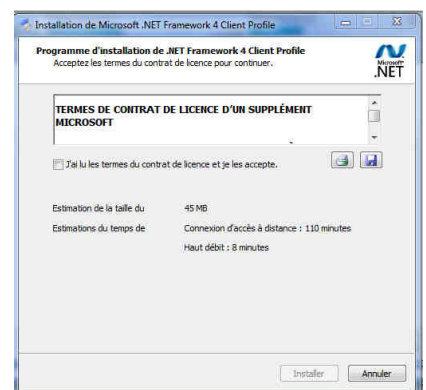 Installation de Microsoft .NET Framework 4 Client Profile
Programme d'installation de .NET Framework 4 Client Profile
Acceptez les termes du contrat de licence pour continuer.
Microsoft®
.NET
TERMES DE CONTRAT DE LICENCE D'UN SUPPLÉMENT
MICROSOFT
J'ai lu les termes du contrat de licence et je les accepte.
Estimation de la taille du 45 MB
Estimations du temps de Connexion d'accès à distance : 110 minutes
Haut débit : 8 minutes
Installer Annuler